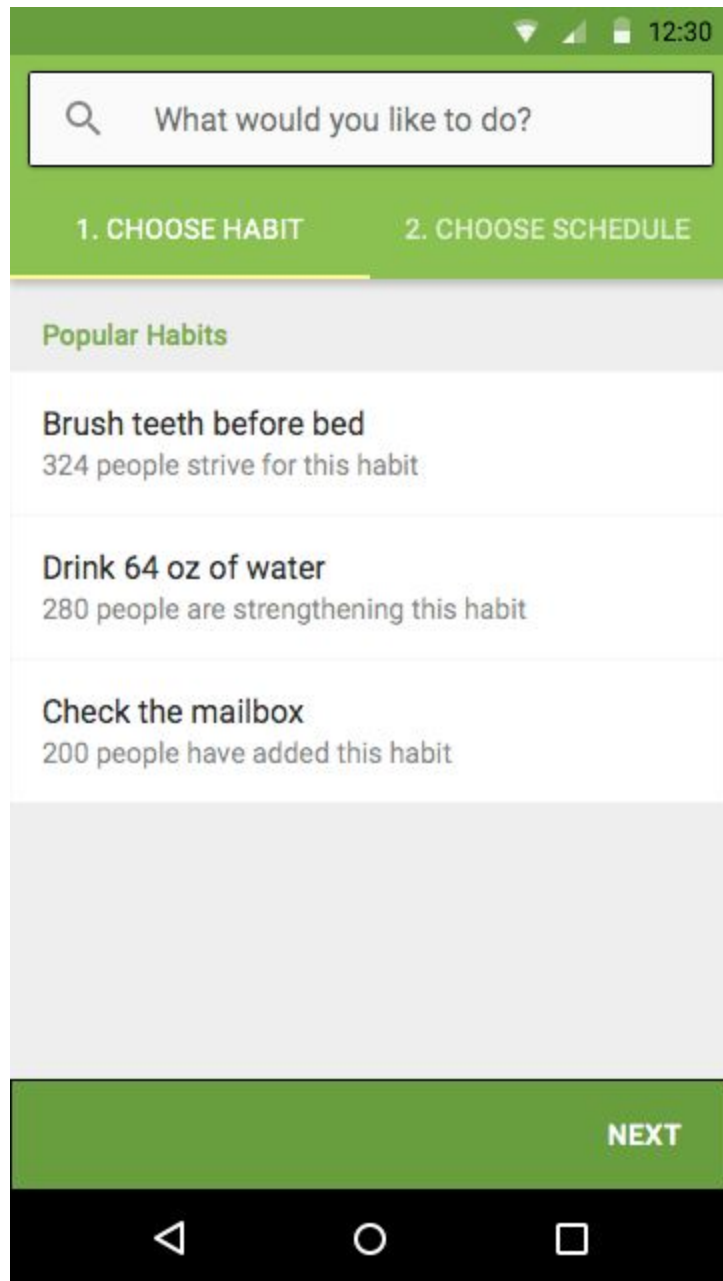 12:30
What would you like to do?
1. CHOOSE HABIT 2. CHOOSE SCHEDULE
Popular Habits
Brush teeth before bed
324 people strive for this habit
Drink 64 oz of water
280 people are strengthening this habit
Check the mailbox
200 people have added this habit
NEXT